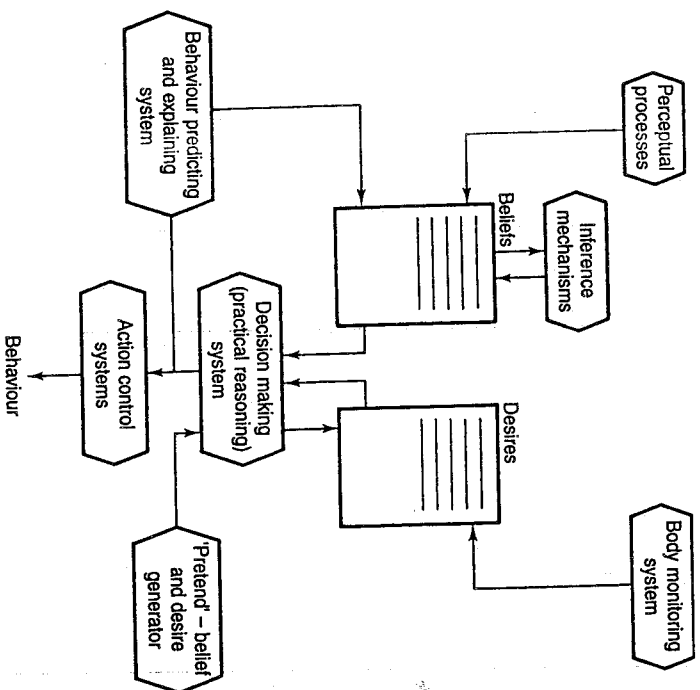 Perceptual
processes
Inference
mechanisms
Body monitoring
system
Beliefs
Desires
Behaviour predicting
and explaining
system
Decision making
(practical reasoning)
system
'Pretend' – belief
and desire
generator
Action control
systems
Behaviour